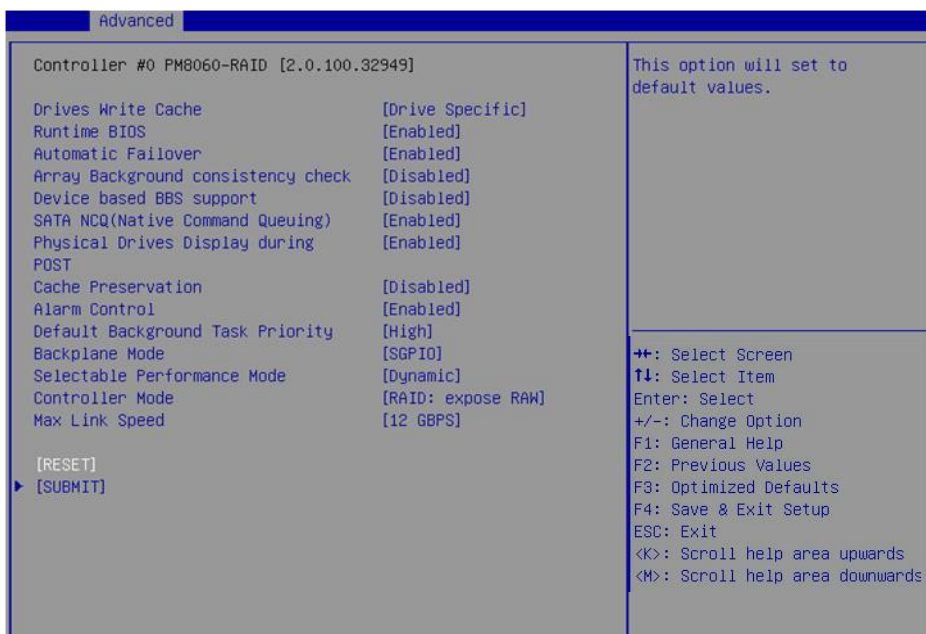 Advanced
Controller #0 PM8060-RAID [2.0.100.32949]
Drives Write Cache [Drive Specific]
Runtime BIOS [Enabled]
Automatic Failover [Enabled]
Array Background consistency check [Disabled]
Device based BBS support [Disabled]
SATA NCQ(Native Command Queuing) [Enabled]
Physical Drives Display during [Enabled]
POST
Cache Preservation [Disabled]
Alarm Control [Enabled]
Default Background Task Priority [High]
Backplane Mode [SGPIO]
Selectable Performance Mode [Dynamic]
Controller Mode [RAID: expose RAW]
Max Link Speed [12 GBPS]
[RESET]
[SUBMIT]
This option will set to
default values.
→←: Select Screen
↑↓: Select Item
Enter: Select
+/-: Change Option
F1: General Help
F2: Previous Values
F3: Optimized Defaults
F4: Save & Exit Setup
ESC: Exit
<K>: Scroll help area upwards
<M>: Scroll help area downwards